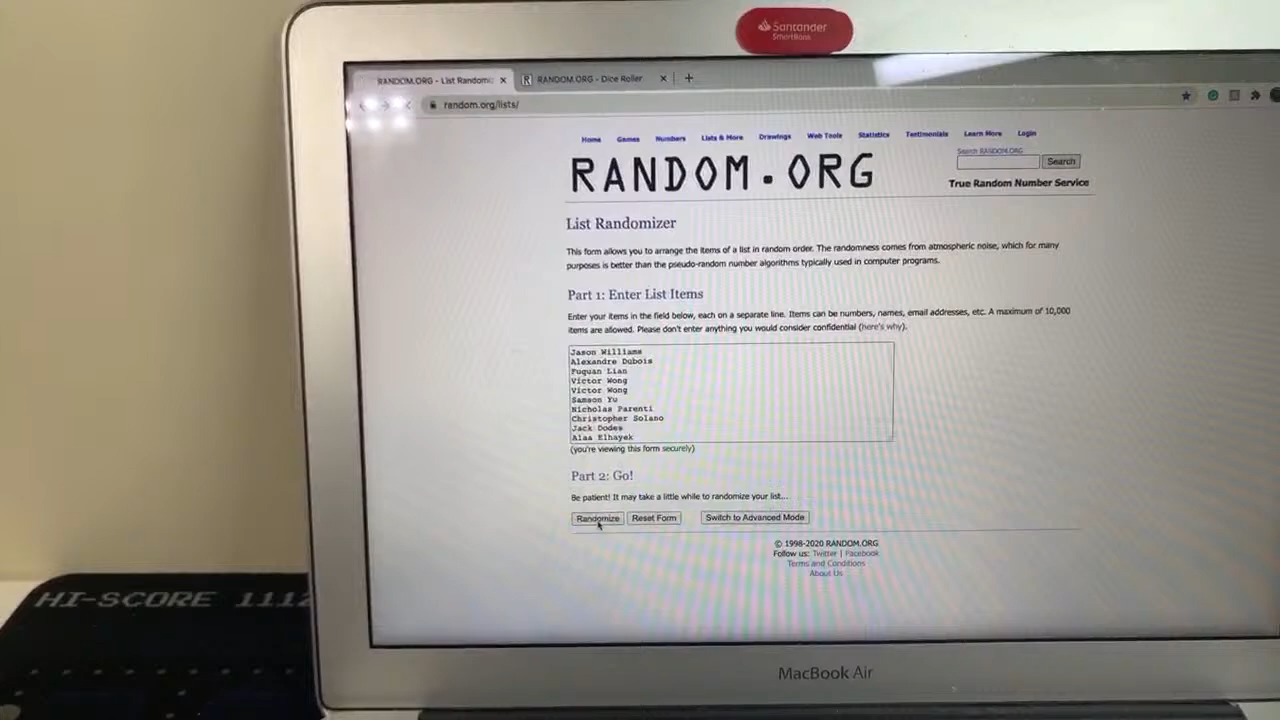 Santander
SmartBank
RANDOM.ORG - List Randomi
RANDOM.ORG - Dice Roller
random.org/lists/
Home Games Numbers Lists & More Drawings Web Tools Statistics Testimonials Learn More Login
Search RANDOM.ORG
Search
RANDOM.ORG
True Random Number Service
List Randomizer
This form allows you to arrange the items of a list in random order. The randomness comes from atmospheric noise, which for many
purposes is better than the pseudo-random number algorithms typically used in computer programs.
Part 1: Enter List Items
Enter your items in the field below, each on a separate line. Items can be numbers, names, email addresses, etc. A maximum of 10,000
items are allowed. Please don't enter anything you would consider confidential (here's why).
Jason Williams
Alexandre Dubois
Fuquan Lian
Victor Wong
Victor Wong
Samson Yu
Nicholas Parenti
Christopher Solano
Jack Dodes
Alaa Elhayek
(you're viewing this form securely)
Part 2: Go!
Be patient! It may take a little while to randomize your list...
Randomize Reset Form Switch to Advanced Mode
© 1998-2020 RANDOM.ORG
Follow us: Twitter | Facebook
Terms and Conditions
About Us
HI-SCORE 1112
MacBook Air